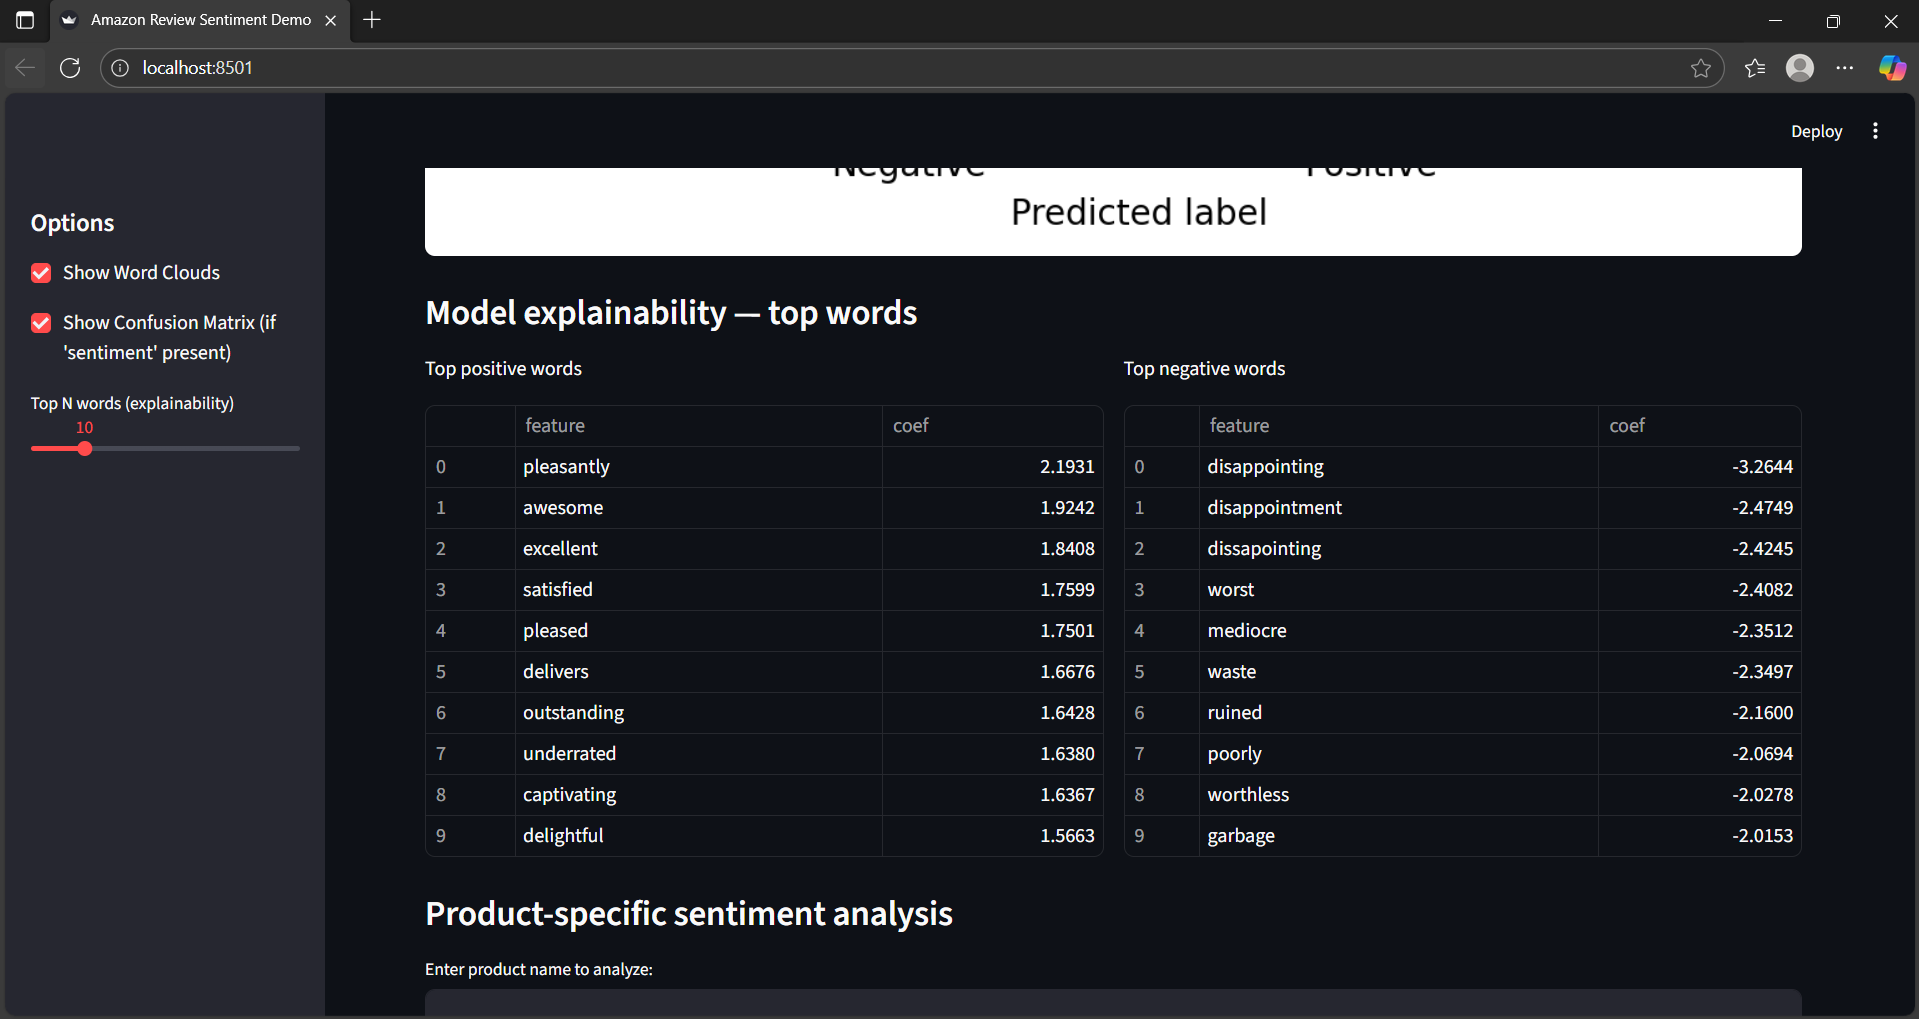 Amazon Review Sentiment Demo
localhost:8501
Deploy
Options
Show Word Clouds
Show Confusion Matrix (if
'sentiment' present)
Top N words (explainability)
10
Negative Positive
Predicted label
Model explainability — top words
Top positive words
feature coef
0 pleasantly 2.1931
1 awesome 1.9242
2 excellent 1.8408
3 satisfied 1.7599
4 pleased 1.7501
5 delivers 1.6676
6 outstanding 1.6428
7 underrated 1.6380
8 captivating 1.6367
9 delightful 1.5663
Top negative words
feature coef
0 disappointing -3.2644
1 disappointment -2.4749
2 dissapointing -2.4245
3 worst -2.4082
4 mediocre -2.3512
5 waste -2.3497
6 ruined -2.1600
7 poorly -2.0694
8 worthless -2.0278
9 garbage -2.0153
Product-specific sentiment analysis
Enter product name to analyze: